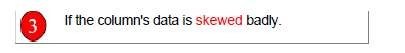 3 If the column's data is skewed badly.